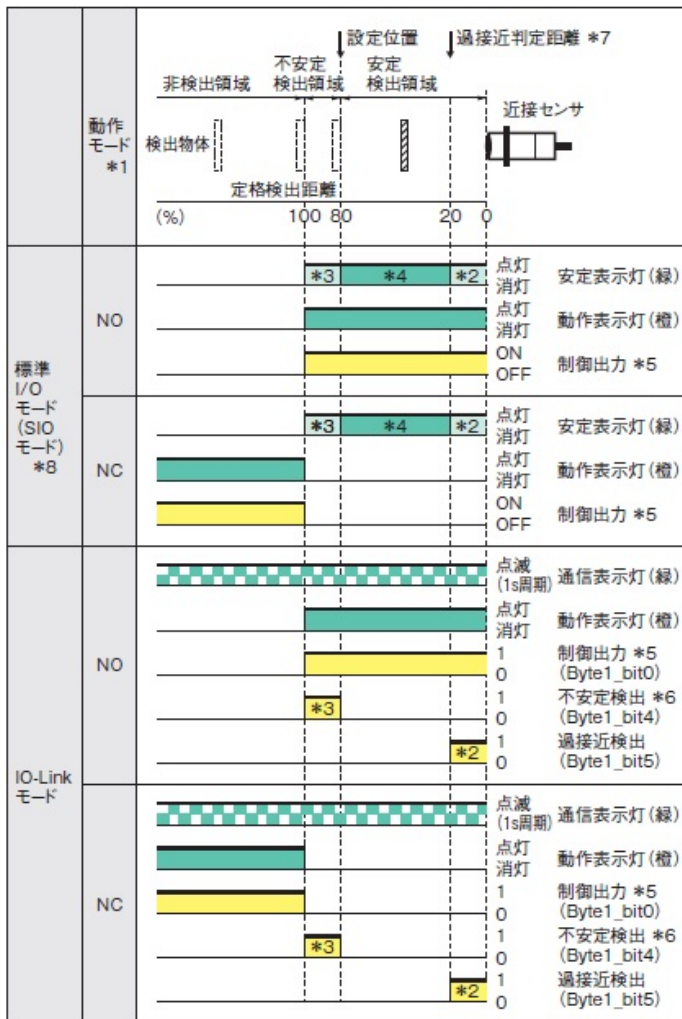 設定位置
過接近判定距離 *7
不安定
検出領域
安定
検出領域
非検出領域
近接センサ
動作
モード
*1
検出物体
定格検出距離
(%) 100 80 20 0
標準
I/O
モード
(SIO
モード)
*8
NO
*3 *4 *2 点灯
消灯 安定表示灯(緑)
点灯
消灯 動作表示灯(橙)
ON
OFF 制御出力 *5
NC
*3 *4 *2 点灯
消灯 安定表示灯(緑)
点灯
消灯 動作表示灯(橙)
ON
OFF 制御出力 *5
IO-Link
モード
NO
点滅
(1s周期) 通信表示灯(緑)
点灯
消灯 動作表示灯(橙)
1 制御出力 *5
0 (Byte1_bit0)
*3 1 不安定検出 *6
0 (Byte1_bit4)
*2 1 過接近検出
0 (Byte1_bit5)
NC
点滅
(1s周期) 通信表示灯(緑)
点灯
消灯 動作表示灯(橙)
1 制御出力 *5
0 (Byte1_bit0)
*3 1 不安定検出 *6
0 (Byte1_bit4)
*2 1 過接近検出
0 (Byte1_bit5)